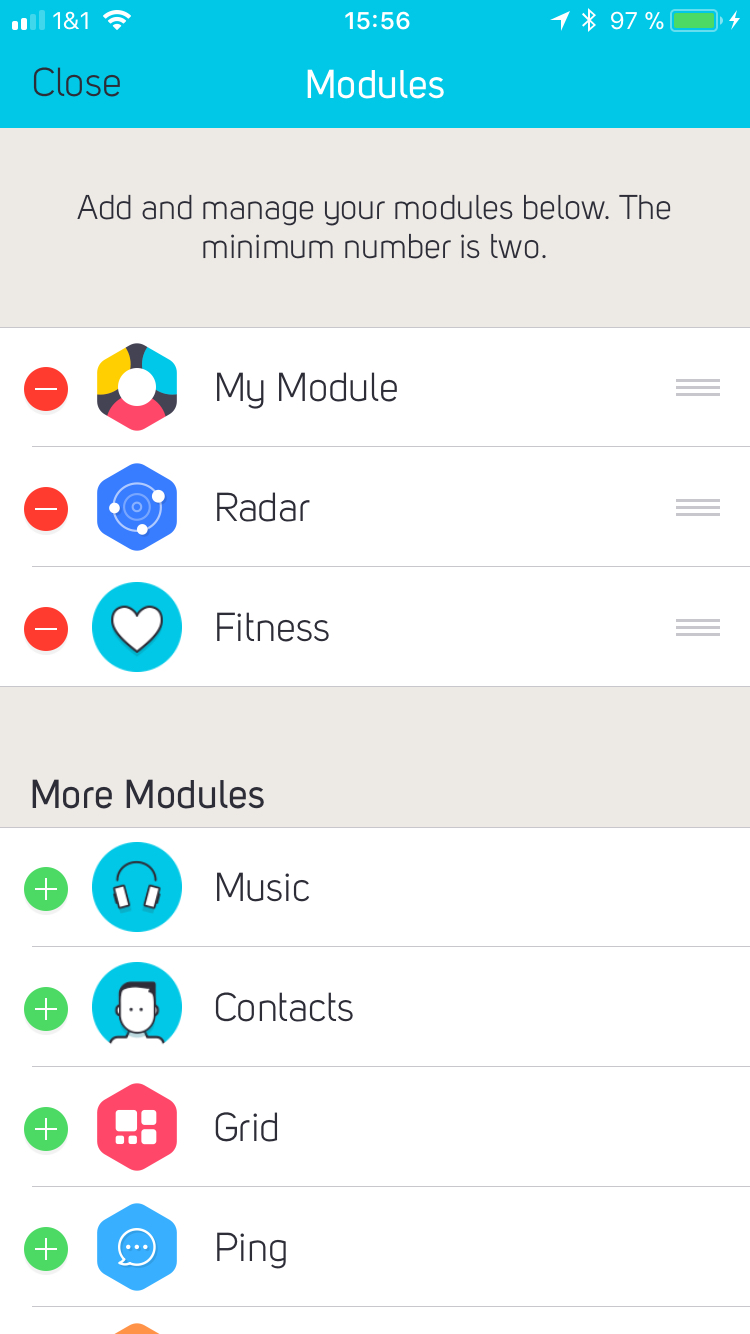 1&1 15:56 97 %
Close Modules
Add and manage your modules below. The
minimum number is two.
My Module
Radar
Fitness
More Modules
Music
Contacts
Grid
Ping